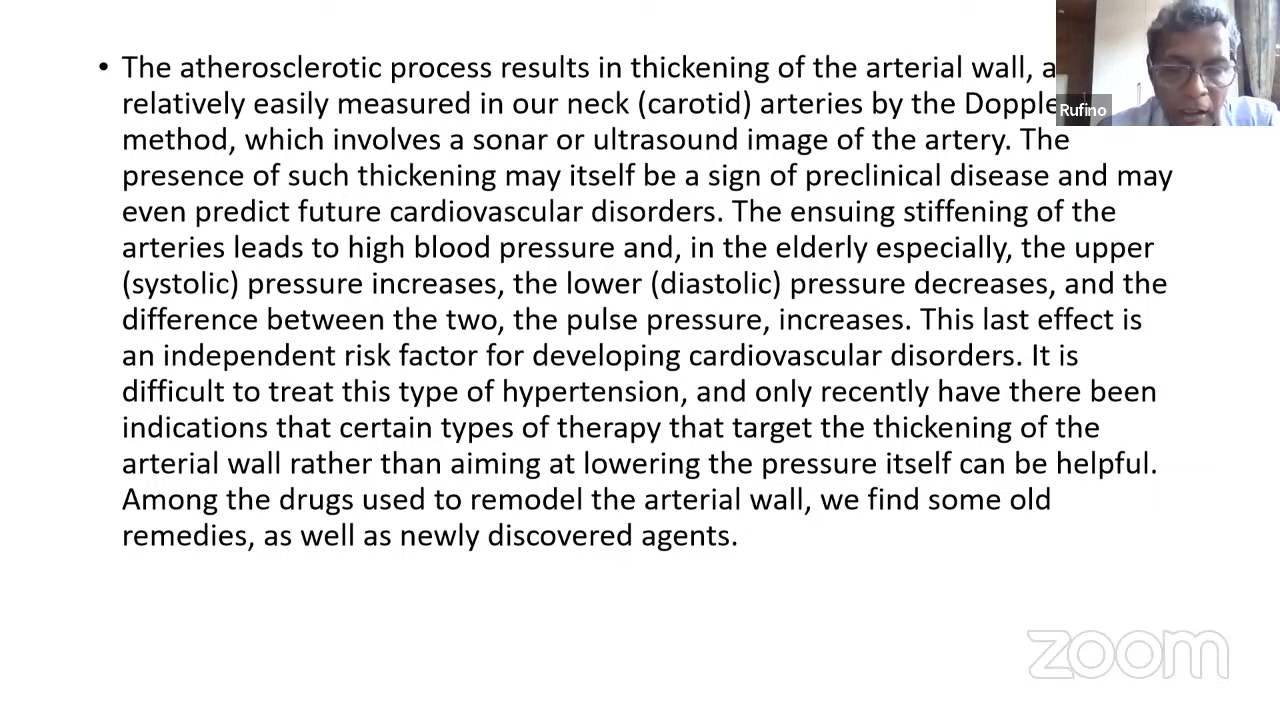 • The atherosclerotic process results in thickening of the arterial wall, a
relatively easily measured in our neck (carotid) arteries by the Dopple
method, which involves a sonar or ultrasound image of the artery. The
presence of such thickening may itself be a sign of preclinical disease and may
even predict future cardiovascular disorders. The ensuing stiffening of the
arteries leads to high blood pressure and, in the elderly especially, the upper
(systolic) pressure increases, the lower (diastolic) pressure decreases, and the
difference between the two, the pulse pressure, increases. This last effect is
an independent risk factor for developing cardiovascular disorders. It is
difficult to treat this type of hypertension, and only recently have there been
indications that certain types of therapy that target the thickening of the
arterial wall rather than aiming at lowering the pressure itself can be helpful.
Among the drugs used to remodel the arterial wall, we find some old
remedies, as well as newly discovered agents.
Rufino
zoom